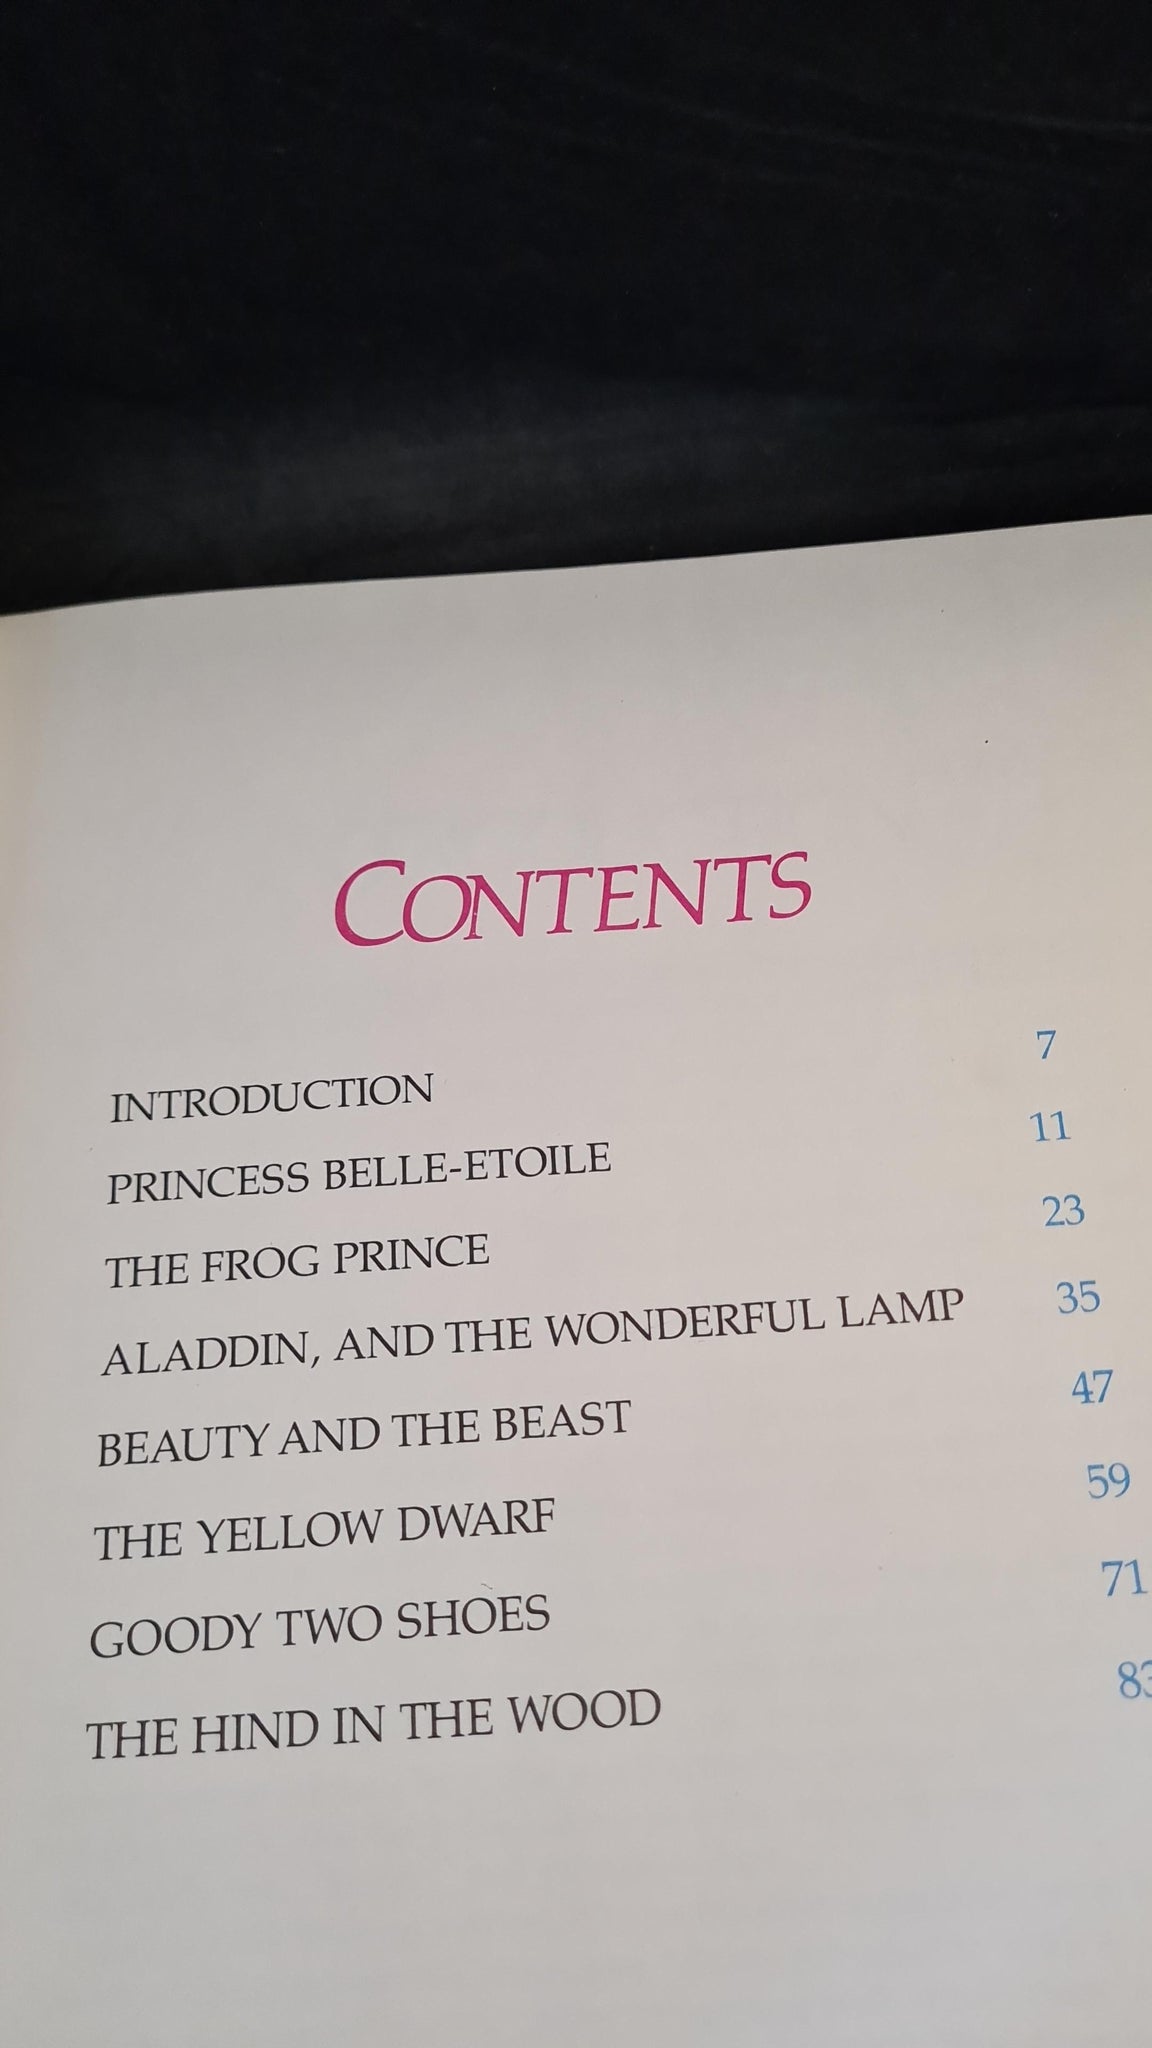 CONTENTS
INTRODUCTION 7
PRINCESS BELLE-ETOILE 11
THE FROG PRINCE 23
ALADDIN, AND THE WONDERFUL LAMP 35
BEAUTY AND THE BEAST 47
THE YELLOW DWARF 59
GOODY TWO SHOES 71
THE HIND IN THE WOOD 83